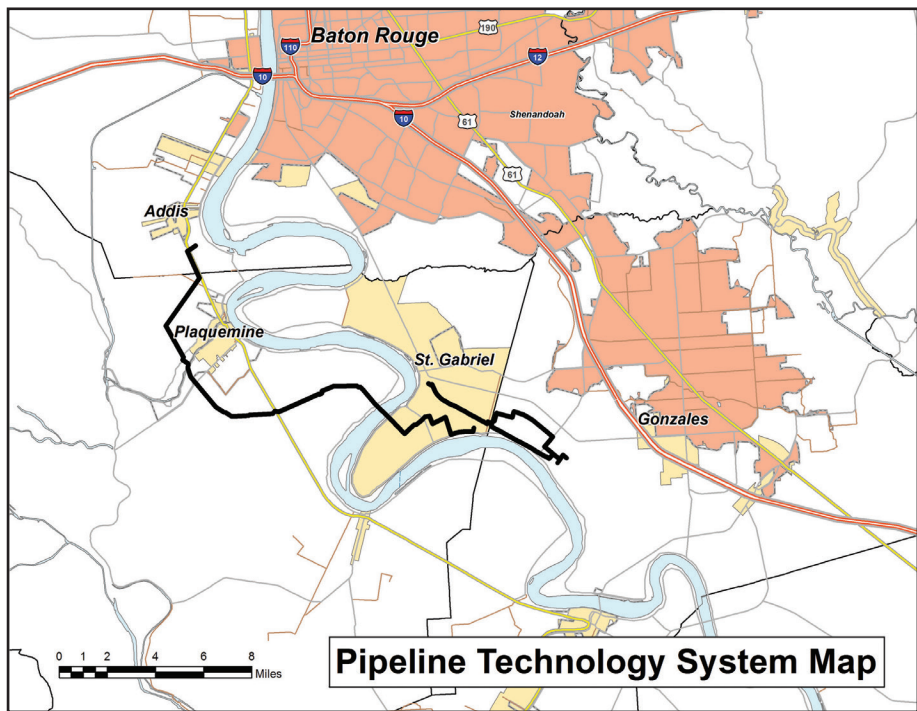 190
Baton Rouge
110
12
10
10
61
Shenandoah
61
Addis
Plaquemine
St. Gabriel
Gonzales
0 2 4 6 8
Miles
Pipeline Technology System Map